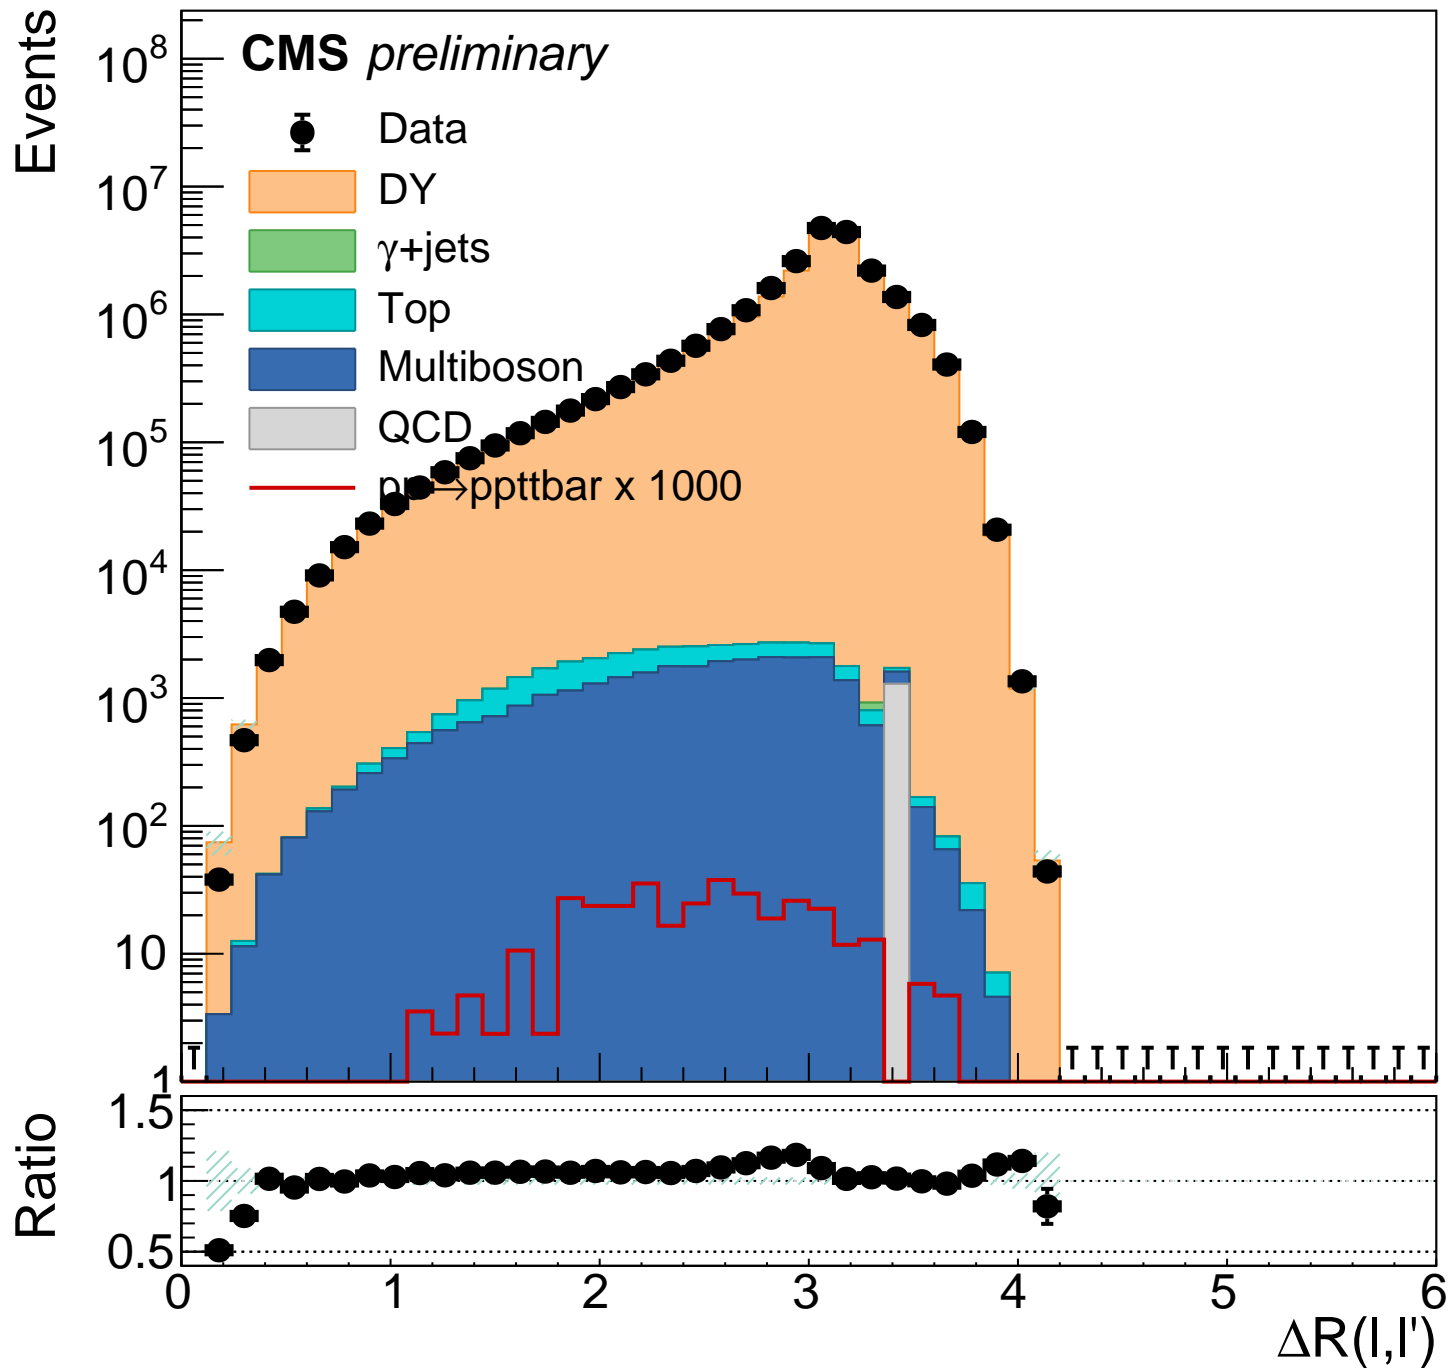 Events
CMS preliminary
Data
DY
γ+jets
Top
Multiboson
QCD
→ppttbar x 1000
10⁸
10⁷
10⁶
10⁵
10⁴
10³
10²
10
1
Ratio
1.5
1
0.5
0 1 2 3 4 5 6
ΔR(l,l')